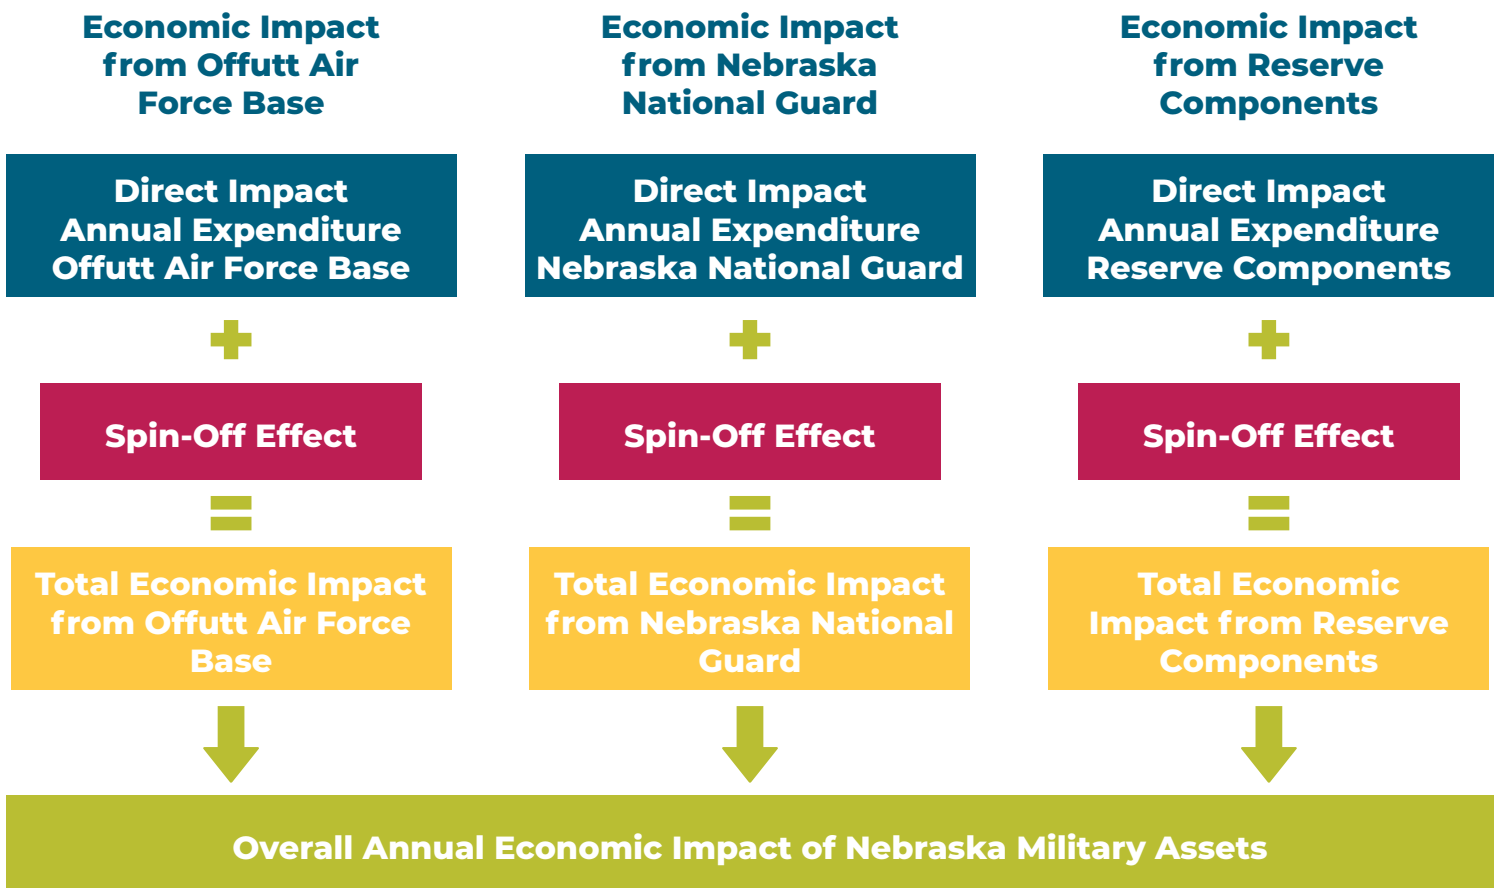 Economic Impact
from Offutt Air
Force Base
Direct Impact
Annual Expenditure
Offutt Air Force Base
Spin-Off Effect
Total Economic Impact
from Offutt Air Force
Base
Economic Impact
from Nebraska
National Guard
Direct Impact
Annual Expenditure
Nebraska National Guard
Spin-Off Effect
Total Economic Impact
from Nebraska National
Guard
Economic Impact
from Reserve
Components
Direct Impact
Annual Expenditure
Reserve Components
Spin-Off Effect
Total Economic
Impact from Reserve
Components
Overall Annual Economic Impact of Nebraska Military Assets